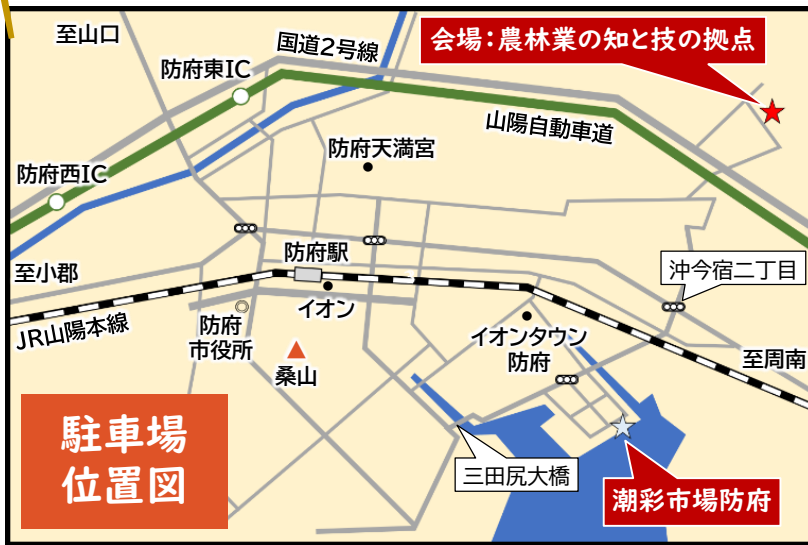 至山口
国道2号線
会場:農林業の知と技の拠点
防府東IC
山陽自動車道
防府天満宮
防府西IC
防府駅
至小郡
沖今宿二丁目
イオン
JR山陽本線
防府
市役所
イオンタウン
防府
至周南
桑山
駐車場
位置図
三田尻大橋
潮彩市場防府